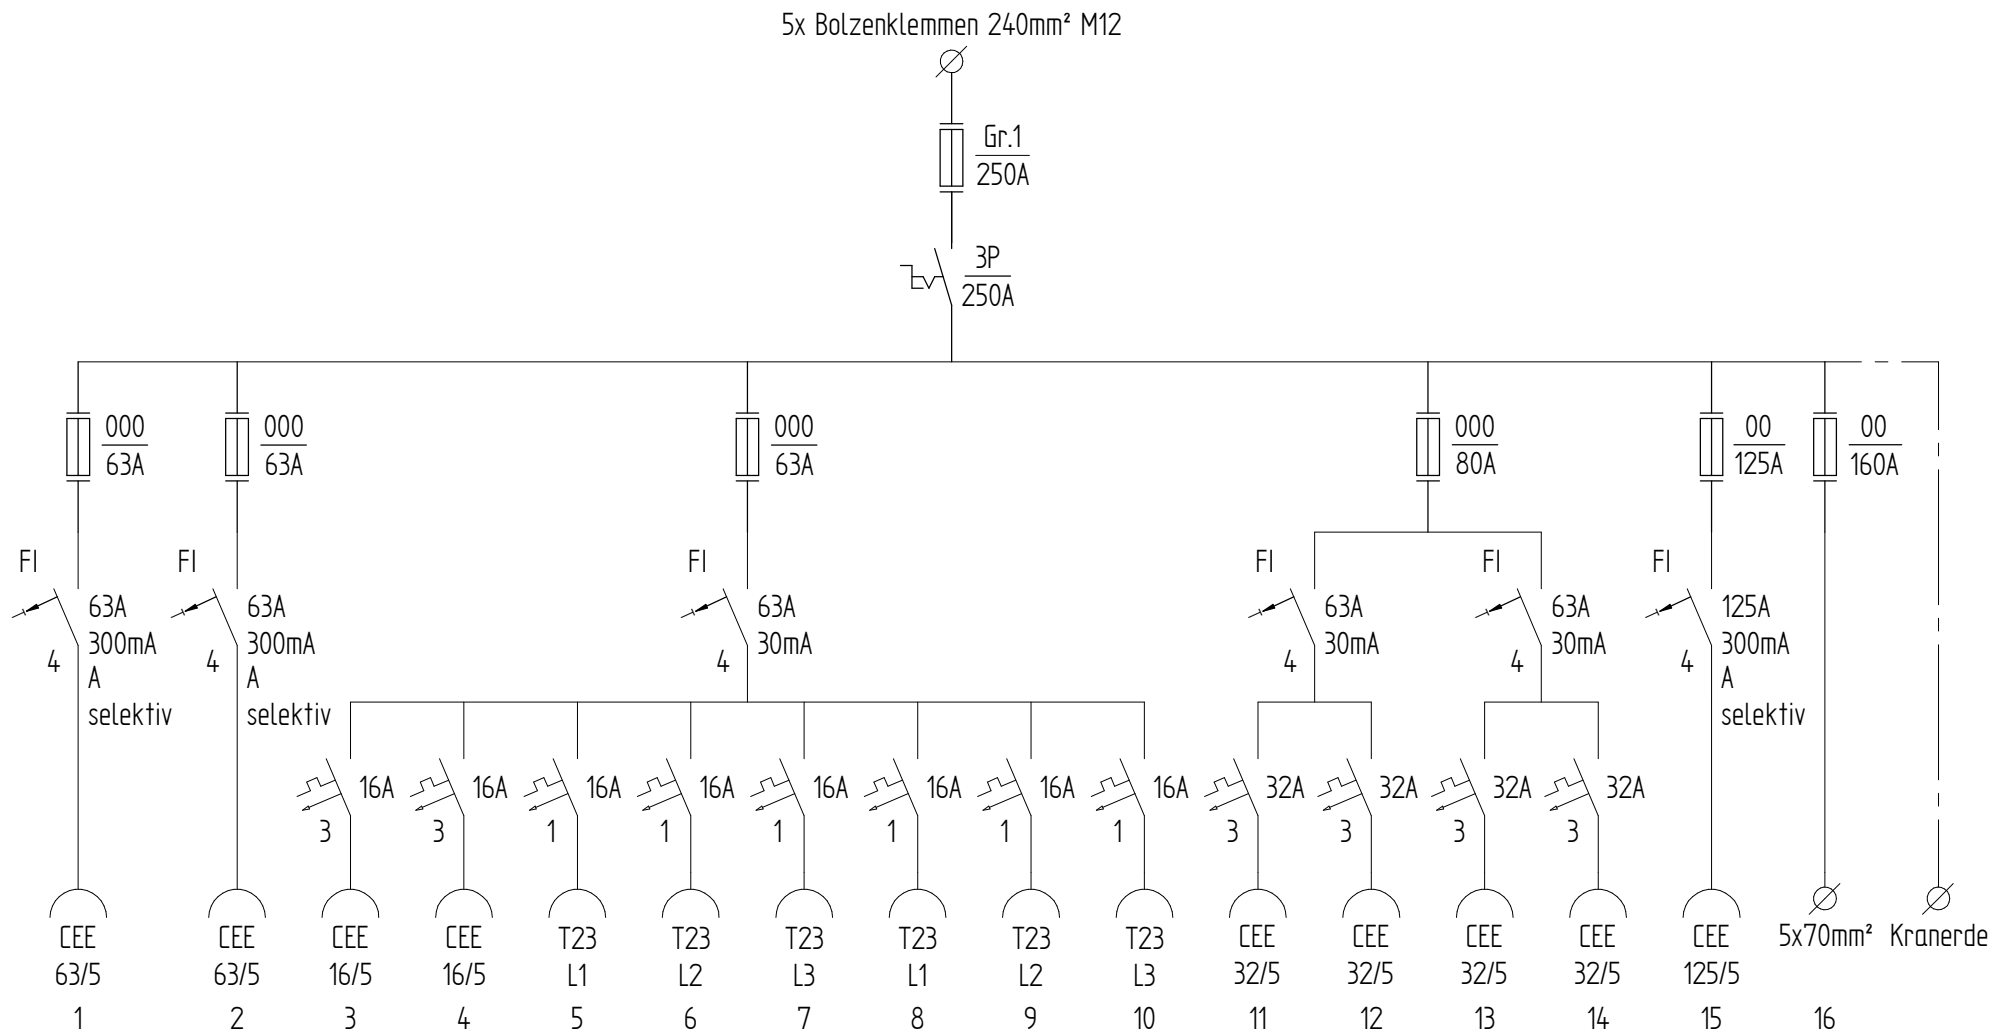 5x Bolzenklemmen 240mm² M12
Gr.1
250A
3P
250A
000
63A
000
63A
000
63A
000
80A
00
125A
00
160A
FI
63A
300mA
A
selektiv
4
FI
63A
300mA
A
selektiv
4
FI
63A
30mA
4
FI
63A
30mA
4
FI
63A
30mA
4
FI
125A
300mA
A
selektiv
4
16A 16A 16A 16A 16A 16A 16A 16A 32A 32A 32A 32A
3 3 1 1 1 1 1 1 3 3 3 3
CEE CEE CEE CEE T23 T23 T23 T23 T23 T23 CEE CEE CEE CEE CEE 5x70mm² Kranerde
63/5 63/5 16/5 16/5 L1 L2 L3 L1 L2 L3 32/5 32/5 32/5 32/5 125/5
1 2 3 4 5 6 7 8 9 10 11 12 13 14 15 16